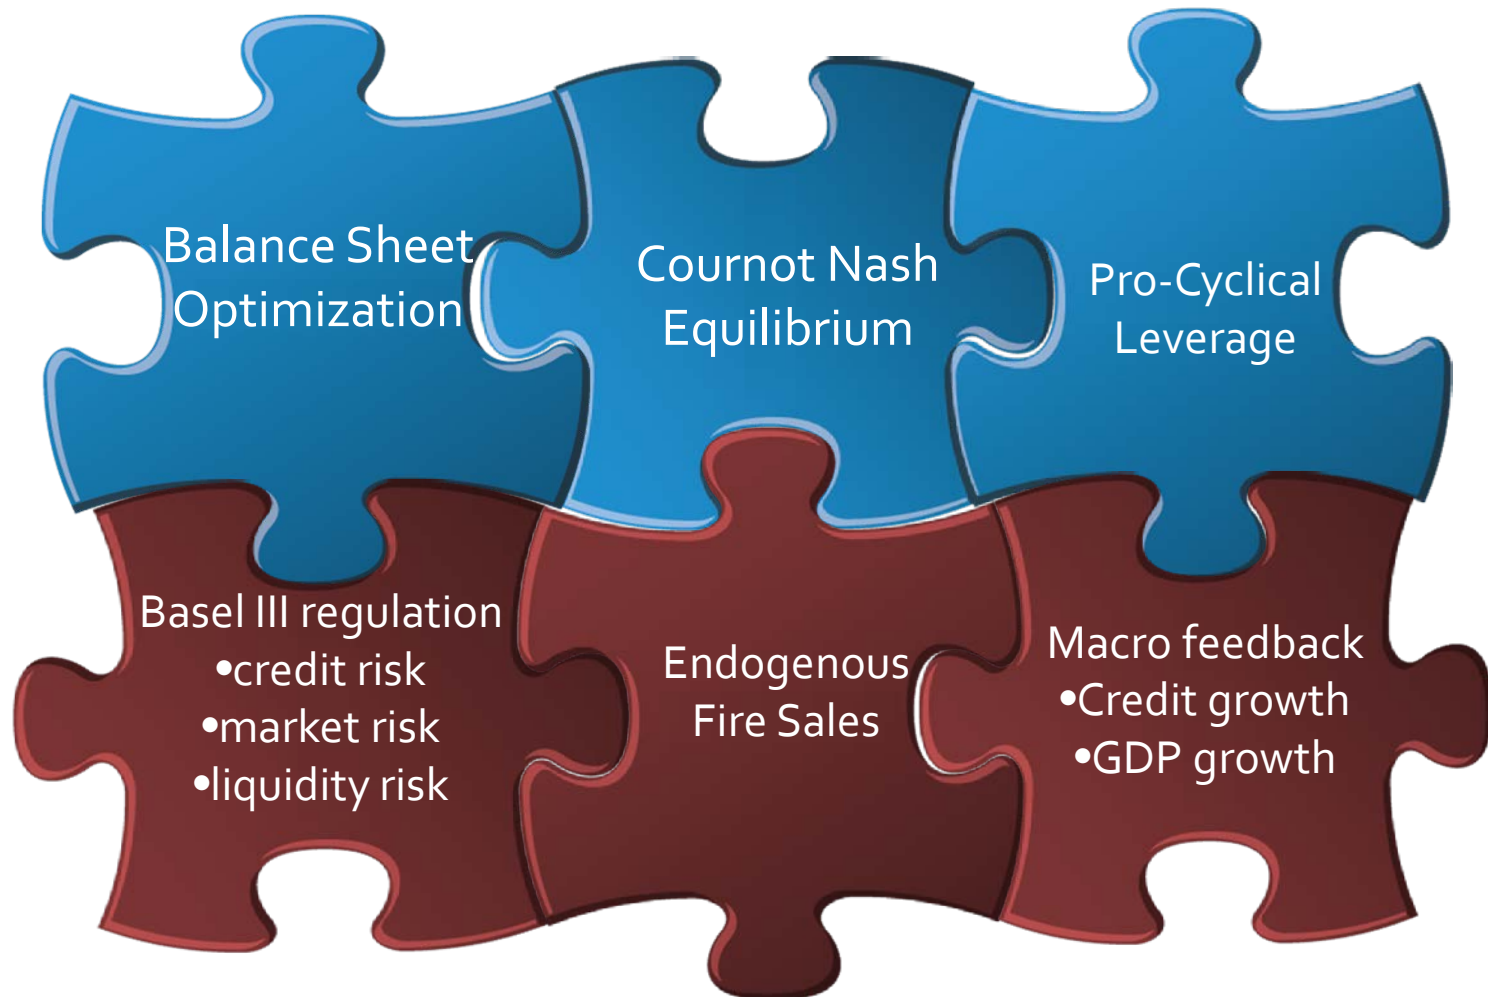 Balance Sheet
Optimization
Cournot Nash
Equilibrium
Pro-Cyclical
Leverage
Basel III regulation
•credit risk
•market risk
•liquidity risk
Endogenous
Fire Sales
Macro feedback
•Credit growth
•GDP growth